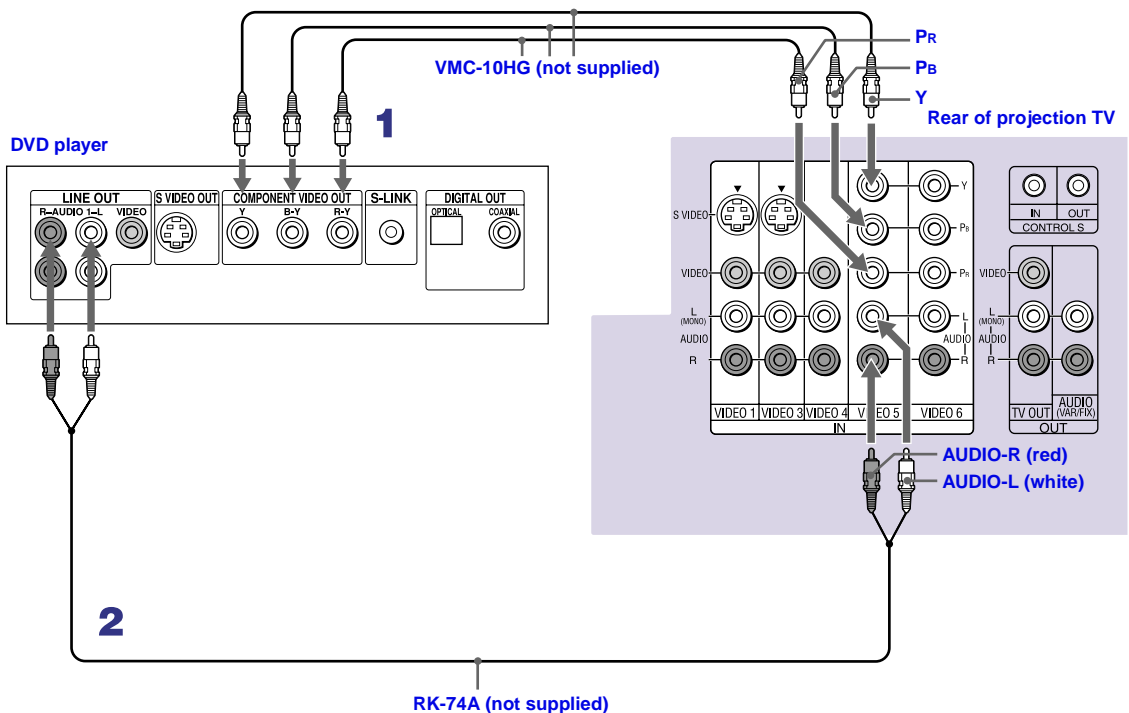 PR
VMC-10HG (not supplied)
PB
Y
1
Rear of projection TV
DVD player
LINE OUT
R–AUDIO 1–L VIDEO
S VIDEO OUT
COMPONENT VIDEO OUT
Y B-Y R-Y
S-LINK
DIGITAL OUT
OPTICAL COAXIAL
S VIDEO
VIDEO
L
(MONO)
AUDIO
R
Y
PB
PR
L
AUDIO
R
VIDEO 1 VIDEO 3 VIDEO 4 VIDEO 5 VIDEO 6
IN
IN OUT
CONTROL S
VIDEO
L
(MONO)
AUDIO
R
TV OUT
AUDIO
(VAR/FIX)
OUT
AUDIO-R (red)
AUDIO-L (white)
2
RK-74A (not supplied)